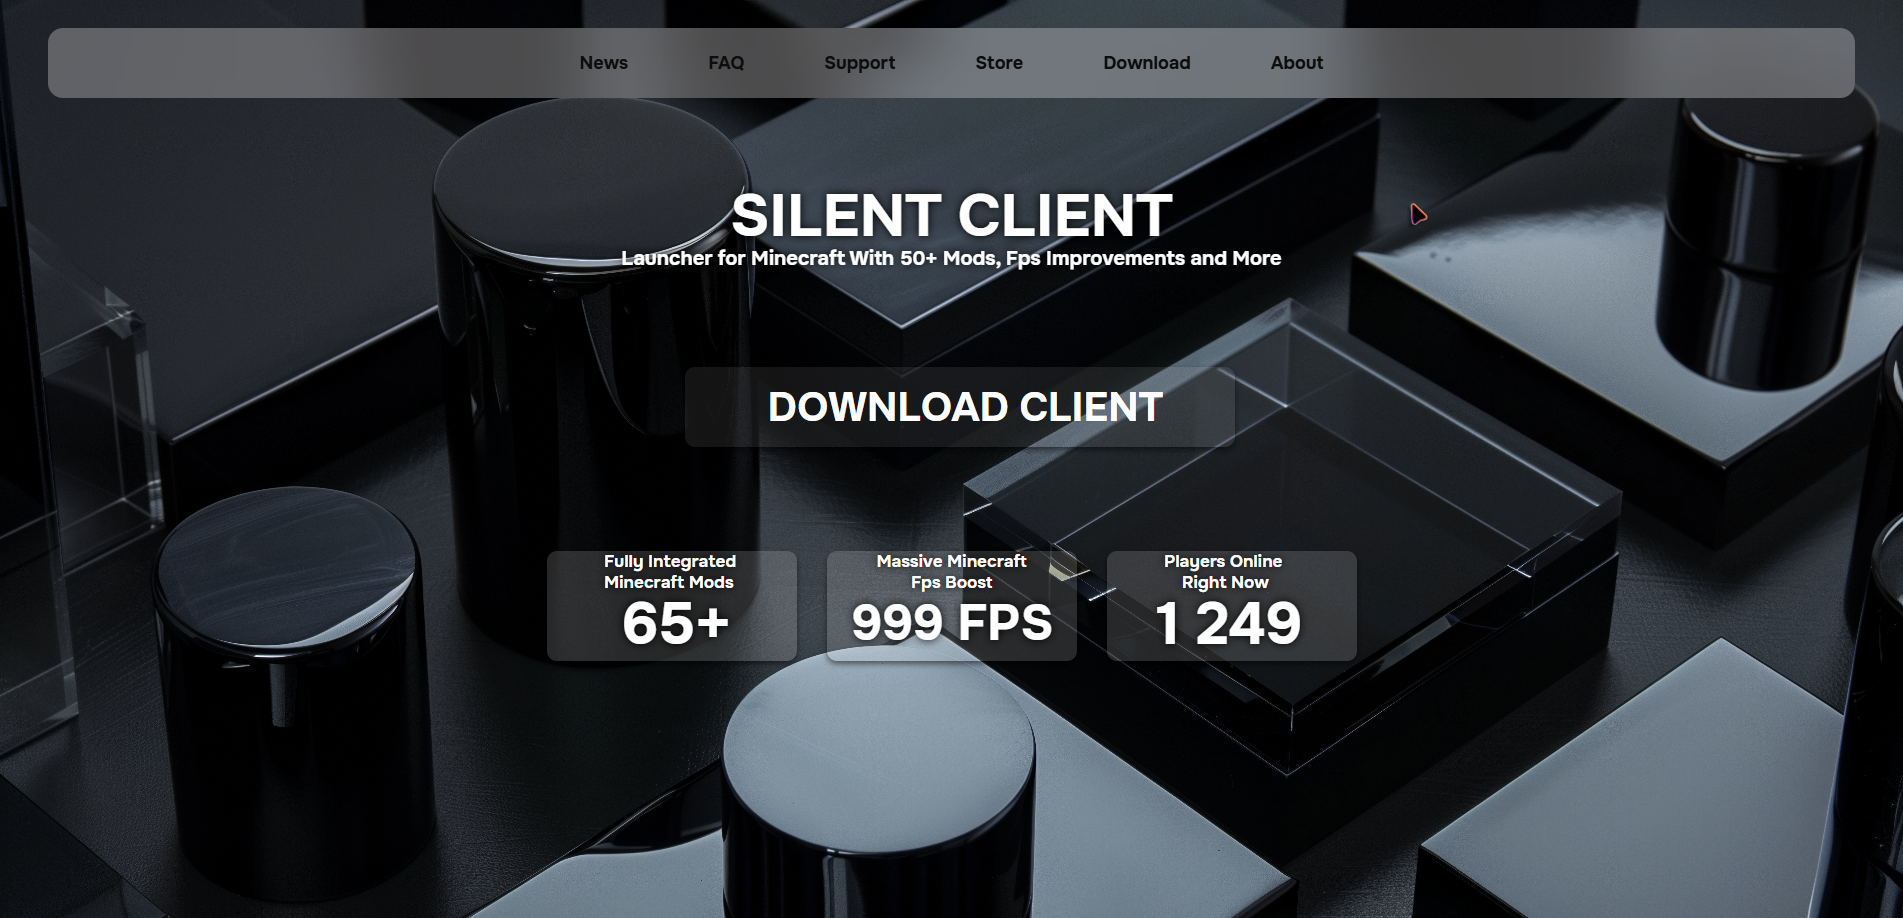 News FAQ Support Store Download About
SILENT CLIENT
Launcher for Minecraft With 50+ Mods, Fps Improvements and More
DOWNLOAD CLIENT
Fully Integrated
Minecraft Mods
65+
Massive Minecraft
Fps Boost
999 FPS
Players Online
Right Now
1 249